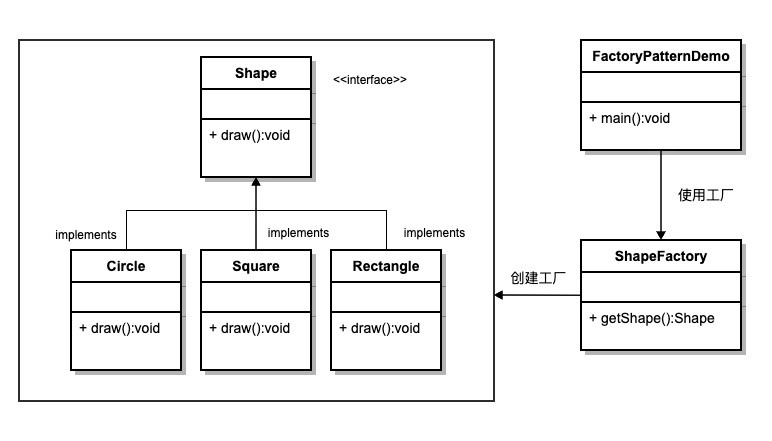 Shape
<<interface>>
+ draw():void
implements
implements
implements
Circle
+ draw():void
Square
+ draw():void
Rectangle
+ draw():void
FactoryPatternDemo
+ main():void
使用工厂
ShapeFactory
+ getShape():Shape
创建工厂